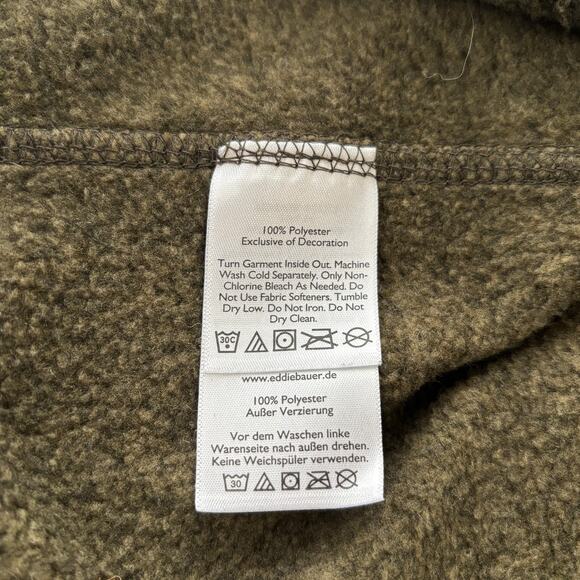 100% Polyester
Exclusive of Decoration
Turn Garment Inside Out. Machine
Wash Cold Separately. Only Non-
Chlorine Bleach As Needed. Do
Not Use Fabric Softeners. Tumble
Dry Low. Do Not Iron. Do Not
Dry Clean.
30C
www.eddiebauer.de
100% Polyester
Außer Verzierung
Vor dem Waschen linke
Warenseite nach außen drehen.
Keine Weichspüler verwenden.
30